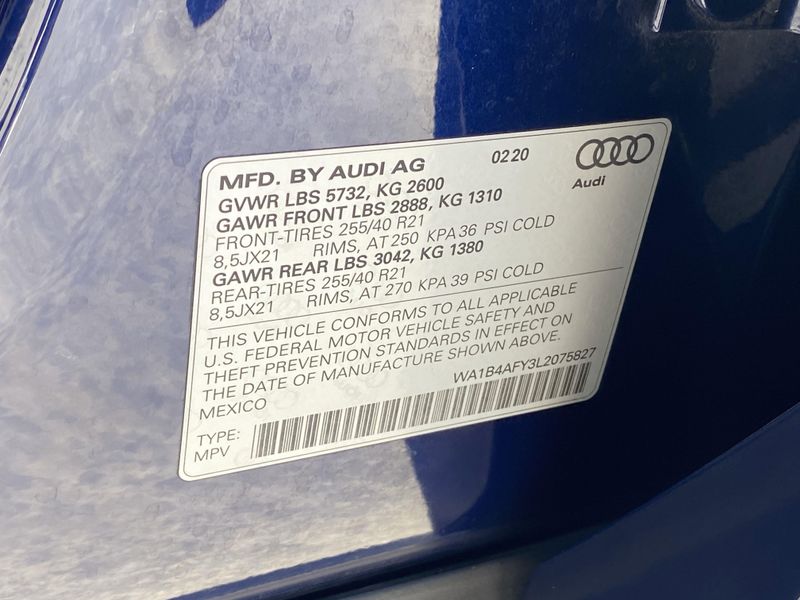 MFD. BY AUDI AG 02 20
Audi
GVWR LBS 5732, KG 2600
GAWR FRONT LBS 2888, KG 1310
FRONT-TIRES 255/40 R21
8,5JX21 RIMS, AT 250 KPA 36 PSI COLD
GAWR REAR LBS 3042, KG 1380
REAR-TIRES 255/40 R21
8,5JX21 RIMS, AT 270 KPA 39 PSI COLD
THIS VEHICLE CONFORMS TO ALL APPLICABLE
U.S. FEDERAL MOTOR VEHICLE SAFETY AND
THEFT PREVENTION STANDARDS IN EFFECT ON
THE DATE OF MANUFACTURE SHOWN ABOVE.
MEXICO WA1B4AFY3L2075827
TYPE:
MPV